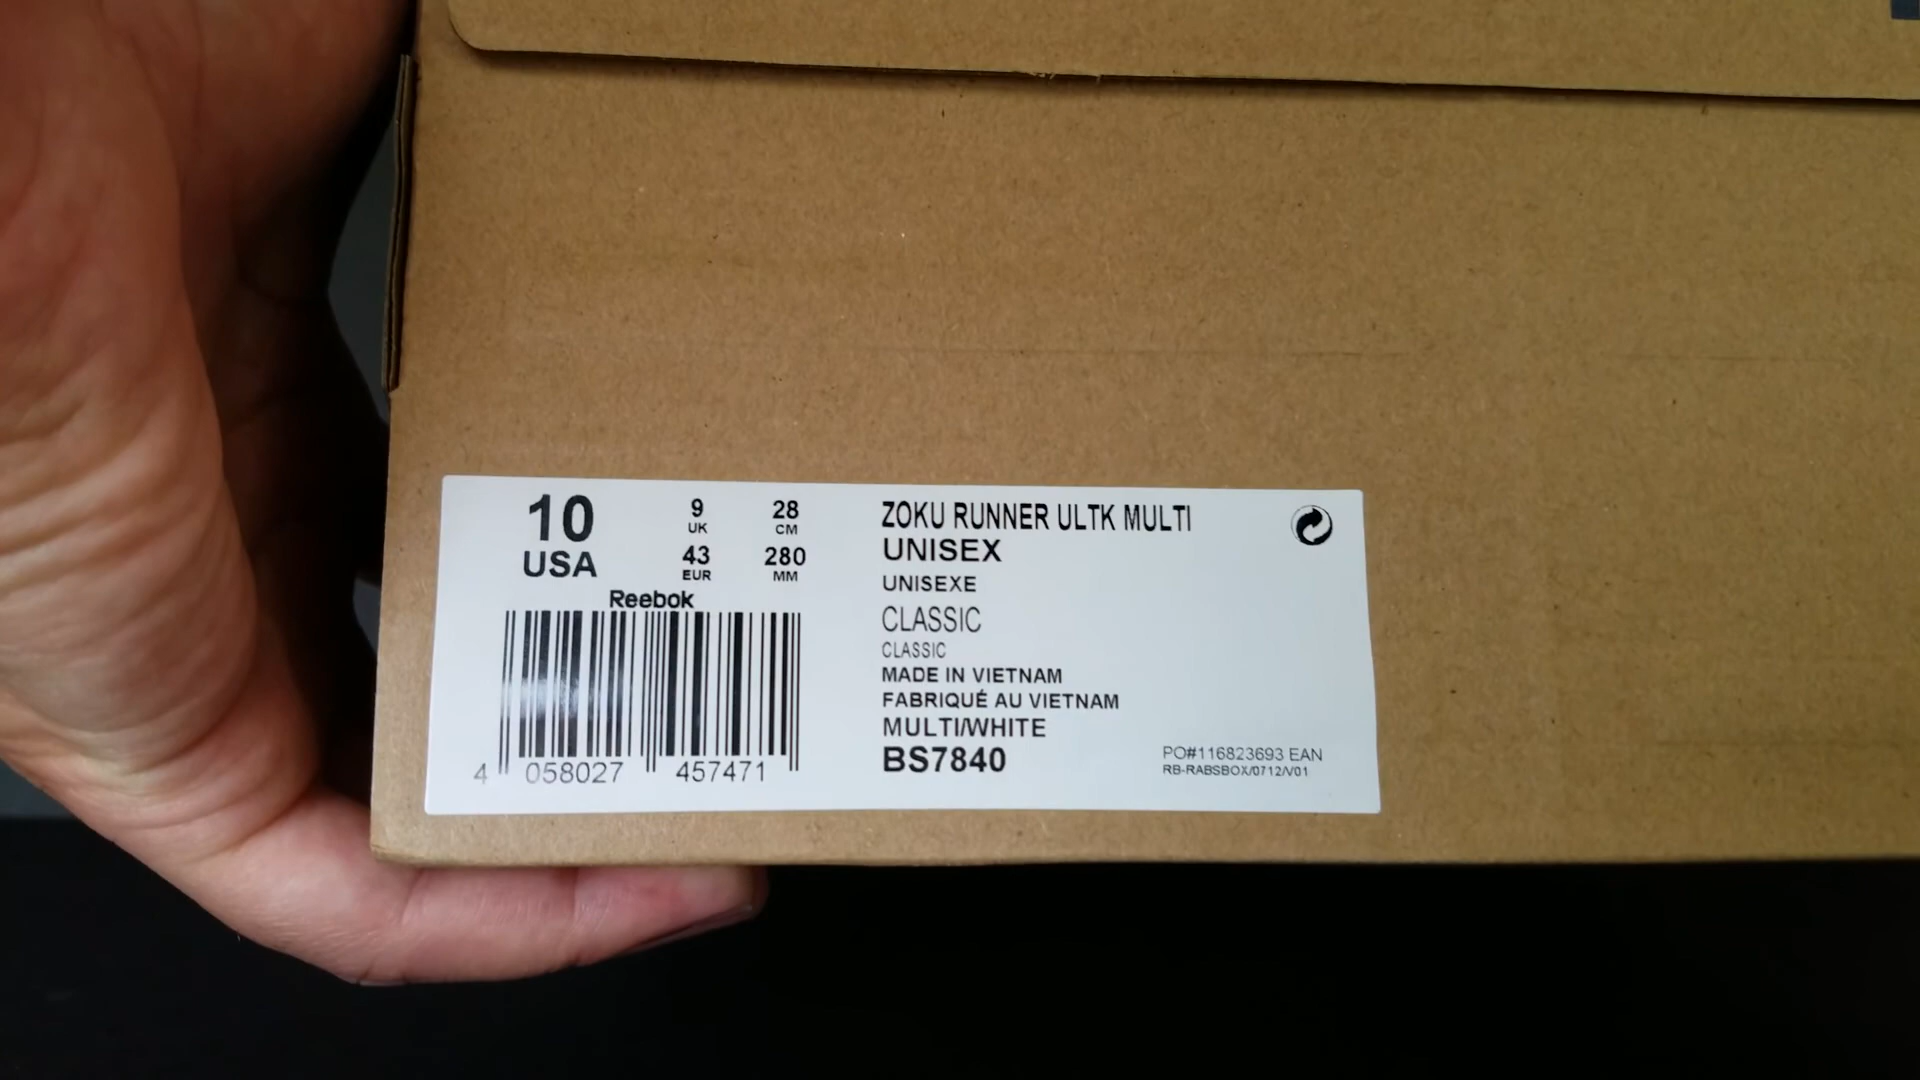 10 USA
9 UK
28 CM
43 EUR
280 MM
Reebok
4 058027 457471
ZOKU RUNNER ULTK MULTI
UNISEX
UNISEXE
CLASSIC
CLASSIC
MADE IN VIETNAM
FABRIQUÉ AU VIETNAM
MULTI/WHITE
BS7840
PO#116823693 EAN
RB-RABSBOX/0712/V01